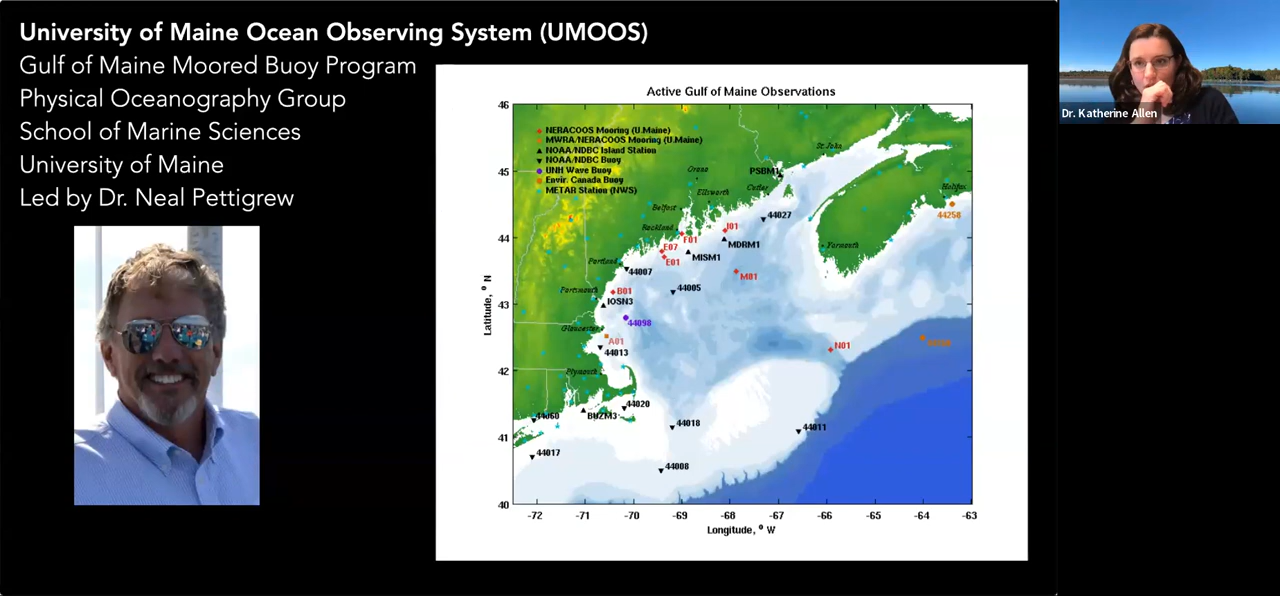 University of Maine Ocean Observing System (UMOOS)
Gulf of Maine Moored Buoy Program
Physical Oceanography Group
School of Marine Sciences
University of Maine
Led by Dr. Neal Pettigrew
Dr. Katherine Allen
Active Gulf of Maine Observations
NERACOOS Mooring (U.Maine)
MWRA/NERACOOS Mooring (U.Maine)
NOAA/NDBC Island Station
NOAA/NDBC Buoy
UNH Wave Buoy
Envir. Canada Buoy
METAR Station (NWS)
46
45
44
43
42
41
40
Latitude, ° N
-72
-71
-70
-69
-68
-67
-66
-65
-64
-63
Longitude, ° W
St. John
PSBM1
Orono
Halifax
Ellsworth
Cutler
Belfast
44258
44027
Rockland
I01
F01
MDRM1
Yarmouth
E07
MISM1
E01
Portland
44007
M01
44005
Portsmouth
B01
IOSN3
44098
Gloucester
A01
44013
N01
Plymouth
44020
BUZM3
44060
44018
44011
44017
44008